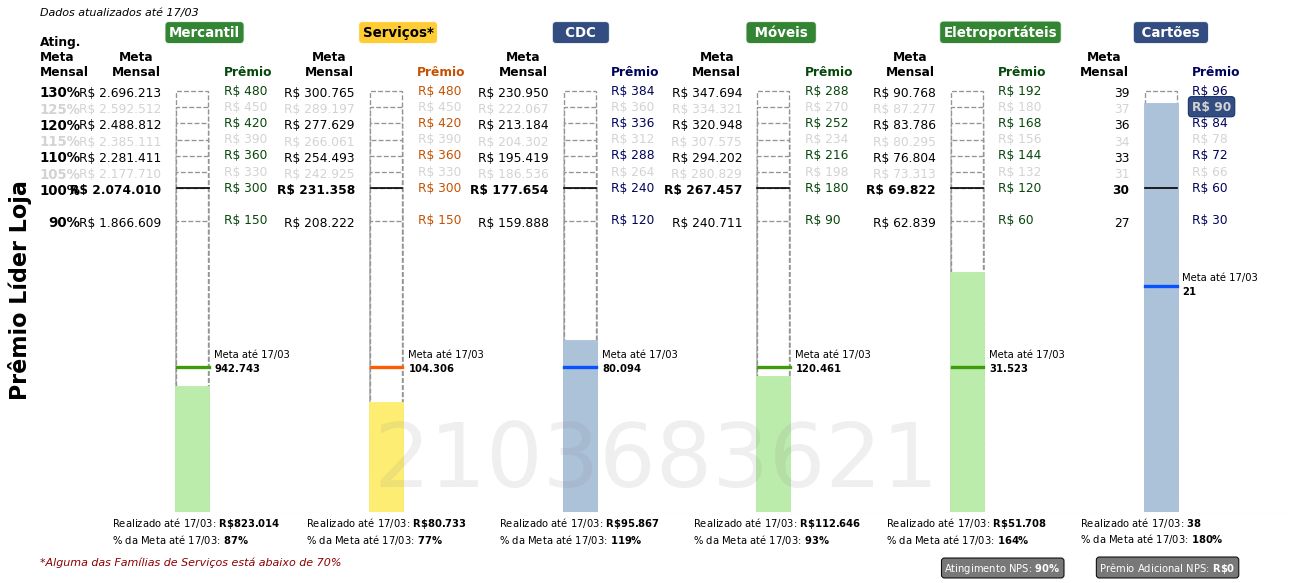 Dados atualizados até 17/03
Mercantil Serviços* CDC Móveis Eletroportáteis Cartões
Ating. Meta Mensal
Meta Mensal Prêmio Meta Mensal Prêmio Meta Mensal Prêmio Meta Mensal Prêmio Meta Mensal Prêmio Meta Mensal Prêmio
130% R$ 2.696.213 R$ 480 R$ 300.765 R$ 480 R$ 230.950 R$ 384 R$ 347.694 R$ 288 R$ 90.768 R$ 192 39 R$ 96
125% R$ 2.592.512 R$ 450 R$ 289.197 R$ 450 R$ 222.067 R$ 360 R$ 334.321 R$ 270 R$ 87.277 R$ 180 37 R$ 90
120% R$ 2.488.812 R$ 420 R$ 277.629 R$ 420 R$ 213.184 R$ 336 R$ 320.948 R$ 252 R$ 83.786 R$ 168 36 R$ 84
115% R$ 2.385.111 R$ 390 R$ 266.061 R$ 390 R$ 204.302 R$ 312 R$ 307.575 R$ 234 R$ 80.295 R$ 156 34 R$ 78
110% R$ 2.281.411 R$ 360 R$ 254.493 R$ 360 R$ 195.419 R$ 288 R$ 294.202 R$ 216 R$ 76.804 R$ 144 33 R$ 72
105% R$ 2.177.710 R$ 330 R$ 242.925 R$ 330 R$ 186.536 R$ 264 R$ 280.829 R$ 198 R$ 73.313 R$ 132 31 R$ 66
100% R$ 2.074.010 R$ 300 R$ 231.358 R$ 300 R$ 177.654 R$ 240 R$ 267.457 R$ 180 R$ 69.822 R$ 120 30 R$ 60
90% R$ 1.866.609 R$ 150 R$ 208.222 R$ 150 R$ 159.888 R$ 120 R$ 240.711 R$ 90 R$ 62.839 R$ 60 27 R$ 30
Prêmio Líder Loja
Meta até 17/03
21
Meta até 17/03 Meta até 17/03 Meta até 17/03 Meta até 17/03 Meta até 17/03
942.743 104.306 80.094 120.461 31.523
2103683621
Realizado até 17/03: R$823.014 Realizado até 17/03: R$80.733 Realizado até 17/03: R$95.867 Realizado até 17/03: R$112.646 Realizado até 17/03: R$51.708 Realizado até 17/03: 38
% da Meta até 17/03: 87% % da Meta até 17/03: 77% % da Meta até 17/03: 119% % da Meta até 17/03: 93% % da Meta até 17/03: 164% % da Meta até 17/03: 180%
*Alguma das Famílias de Serviços está abaixo de 70%
Atingimento NPS: 90% Prêmio Adicional NPS: R$0